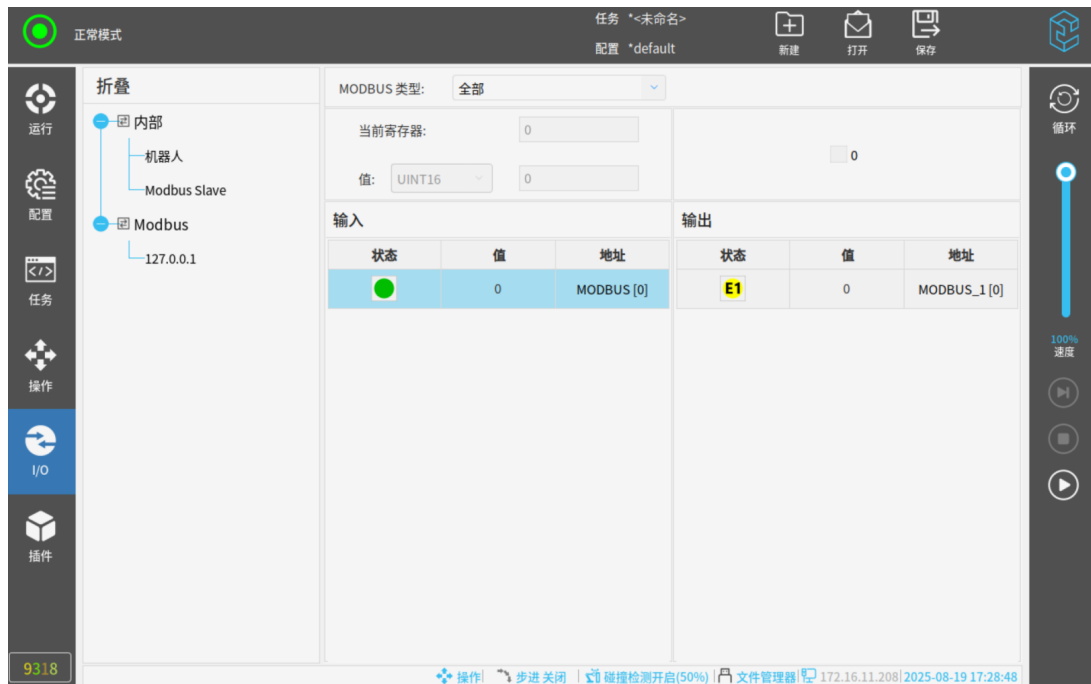 正常模式
任务 *<未命名>
配置 *default
新建
打开
保存
运行
配置
任务
操作
I/O
插件
9318
折叠
内部
机器人
Modbus Slave
Modbus
127.0.0.1
MODBUS 类型: 全部
当前寄存器: 0
值: UINT16 0
0
输入
状态 值 地址
0 MODBUS [0]
输出
状态 值 地址
E1 0 MODBUS_1 [0]
循环
100%
速度
操作 步进 关闭 碰撞检测开启(50%) 文件管理器 172.16.11.208 2025-08-19 17:28:48